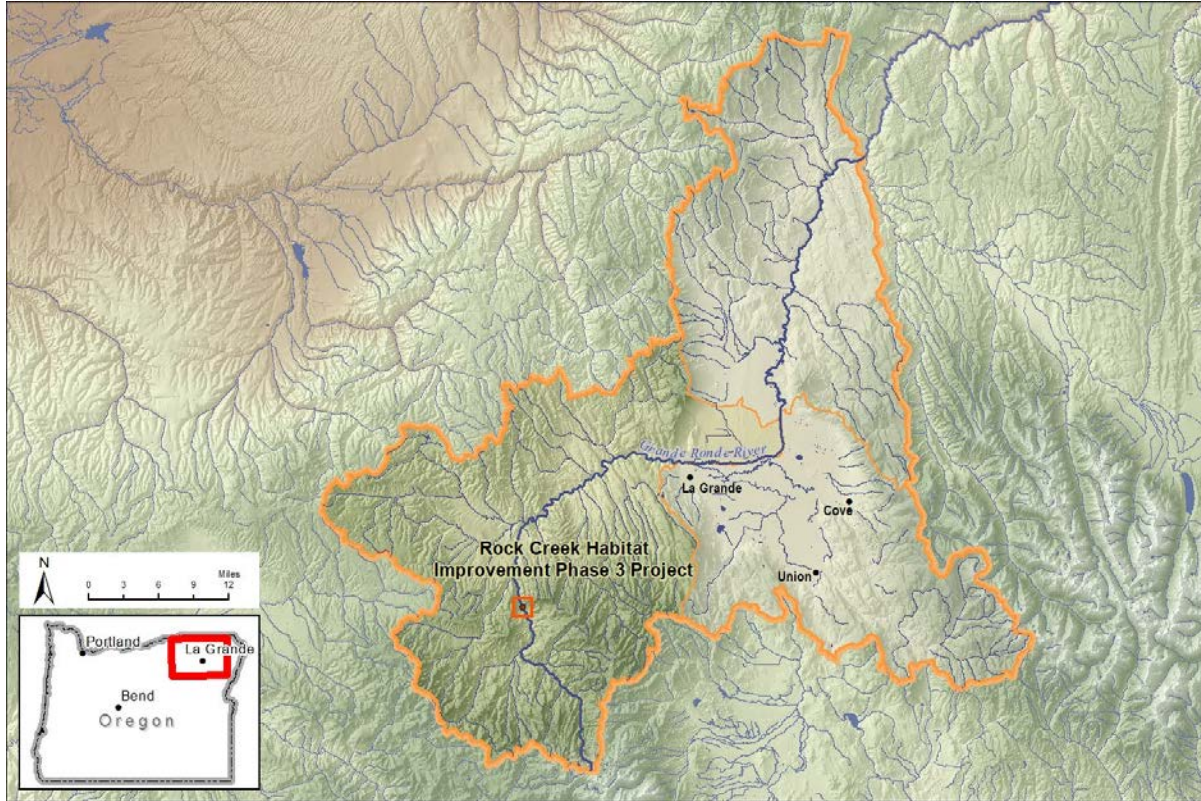 Grande Ronde River
La Grande
Cove
Rock Creek Habitat
Improvement Phase 3 Project
Union
N
Miles
0 3 6 12
Portland
La Grande
Bend
Oregon